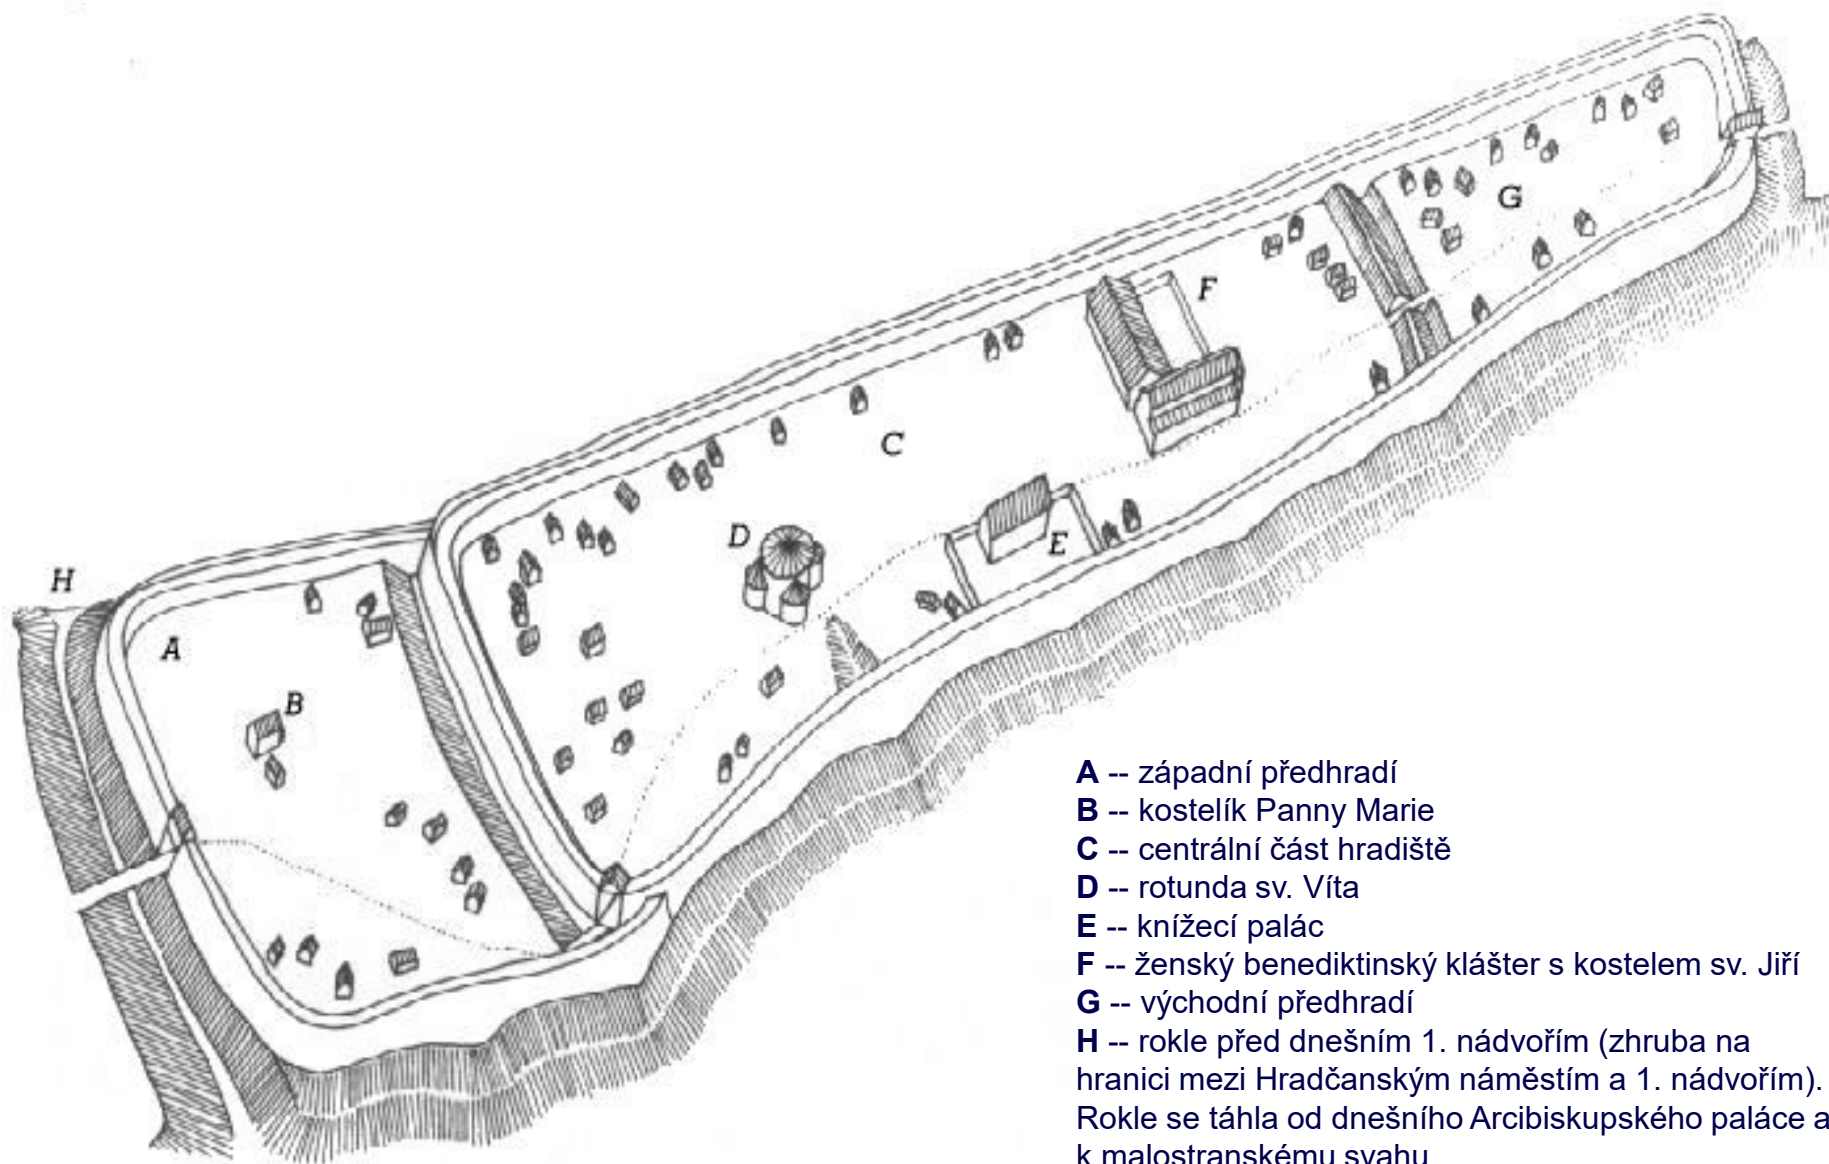 G
F
C
D
E
H
A
B
A -- západní předhradí
B -- kostelík Panny Marie
C -- centrální část hradiště
D -- rotunda sv. Víta
E -- knížecí palác
F -- ženský benediktinský klášter s kostelem sv. Jiří
G -- východní předhradí
H -- rokle před dnešním 1. nádvořím (zhruba na
hranici mezi Hradčanským náměstím a 1. nádvořím).
Rokle se táhla od dnešního Arcibiskupského paláce a
k malostranskému svahu